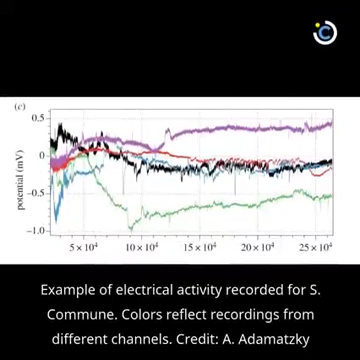 (c)
0.5
0
−0.5
−1.0
potential (mV)
5 × 10⁴ 10 × 10⁴ 15 × 10⁴ 20 × 10⁴ 25 × 10⁴
Example of electrical activity recorded for S.
Commune. Colors reflect recordings from
different channels. Credit: A. Adamatzky